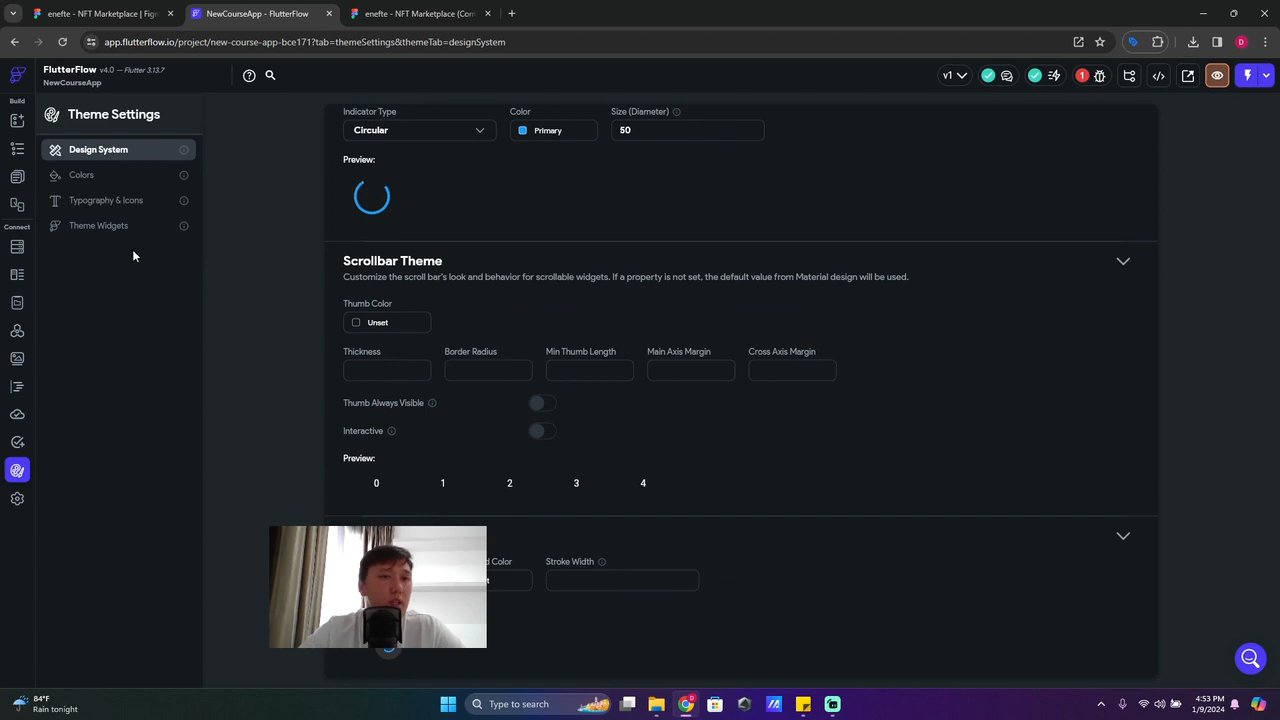 enefte - NFT Marketplace | Fig
NewCourseApp - FlutterFlow
enefte - NFT Marketplace (Com
app.flutterflow.io/project/new-course-app-bce171?tab=themeSettings&themeTab=designSystem
D
FlutterFlow v4.0 — Flutter 3.13.7
NewCourseApp
v1
1
Build
Theme Settings
Design System
Colors
Typography & Icons
Theme Widgets
Connect
Indicator Type
Color
Size (Diameter)
Circular
Primary
50
Preview:
Scrollbar Theme
Customize the scroll bar's look and behavior for scrollable widgets. If a property is not set, the default value from Material design will be used.
Thumb Color
Unset
Thickness
Border Radius
Min Thumb Length
Main Axis Margin
Cross Axis Margin
Thumb Always Visible
Interactive
Preview:
0 1 2 3 4
Color
Stroke Width
84°F
Rain tonight
Type to search
4:53 PM
1/9/2024